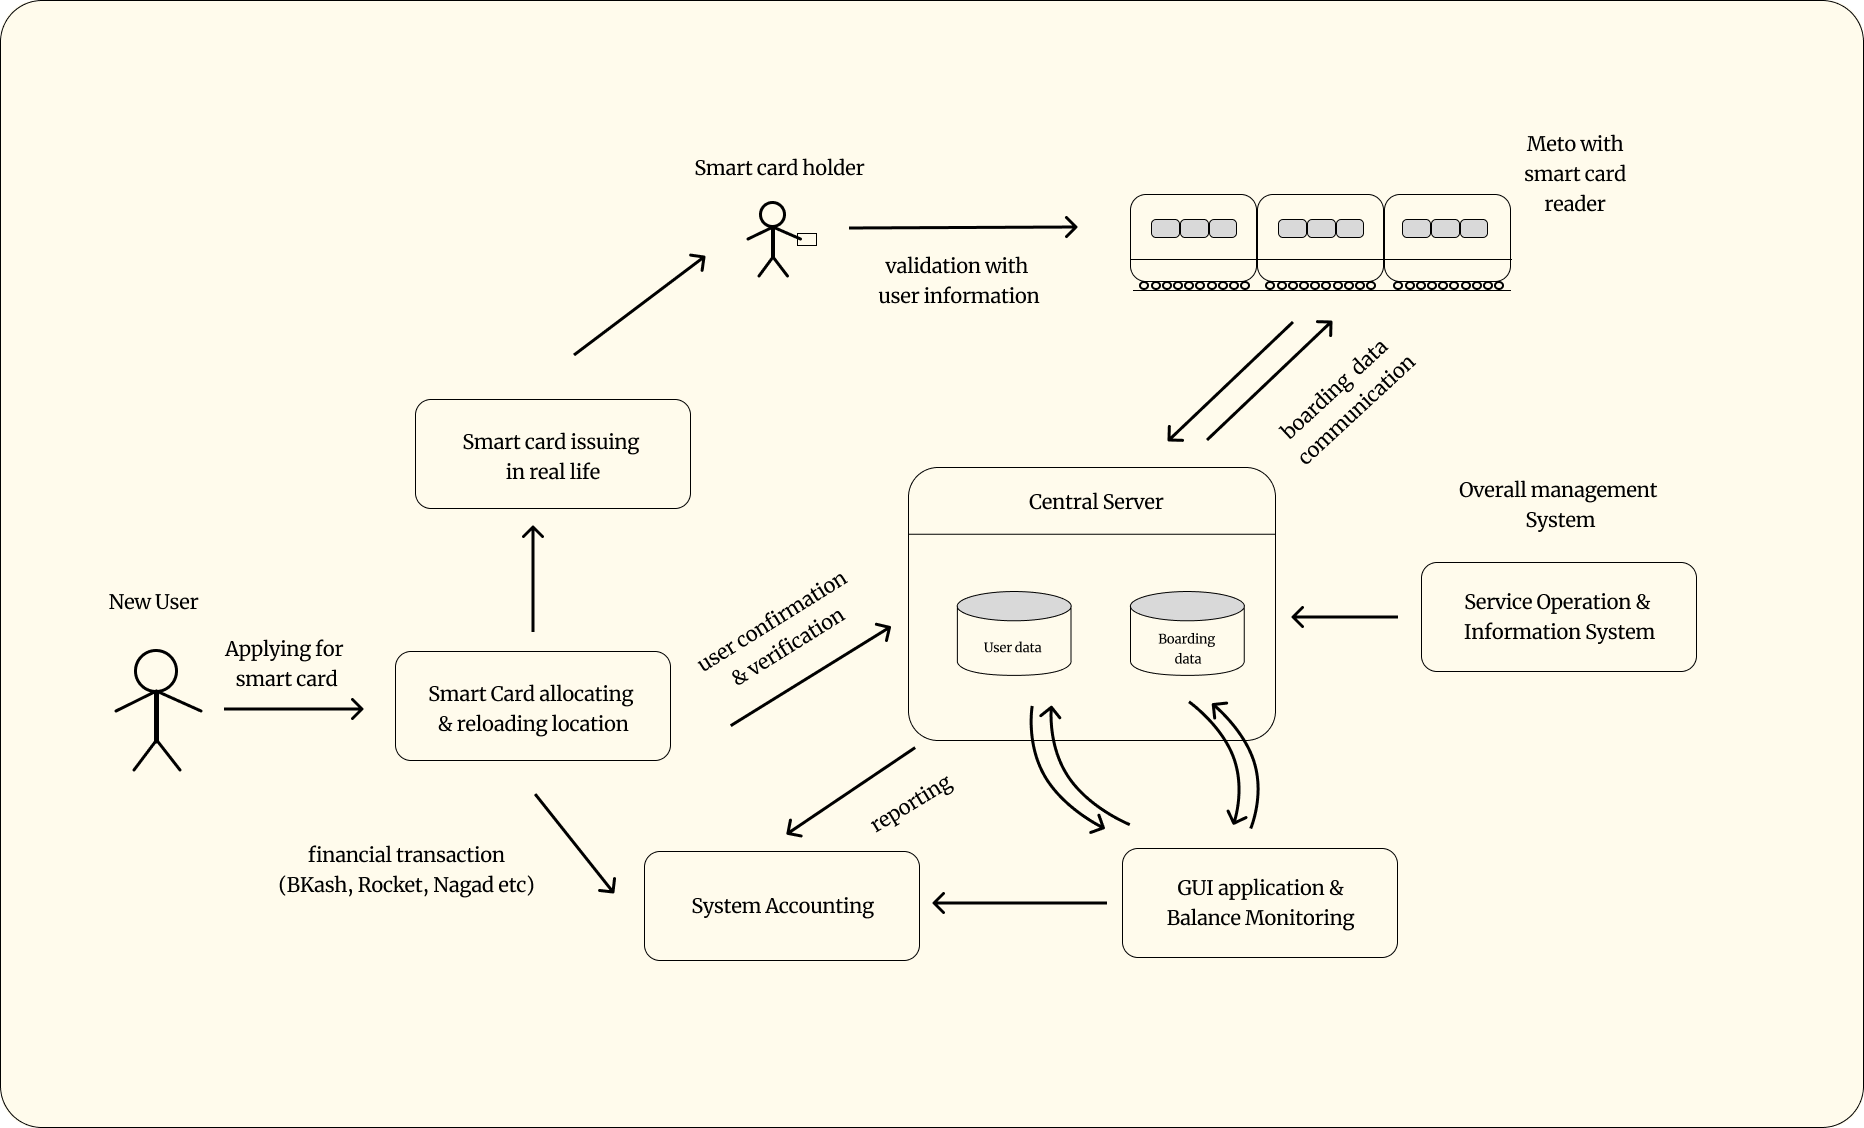 Smart card holder
Meto with
smart card
reader
validation with
user information
boarding data
communication
Smart card issuing
in real life
Central Server
Overall management
System
User data
Boarding
data
Service Operation &
Information System
New User
Applying for
smart card
Smart Card allocating
& reloading location
user confirmation
& verification
reporting
financial transaction
(BKash, Rocket, Nagad etc)
System Accounting
GUI application &
Balance Monitoring